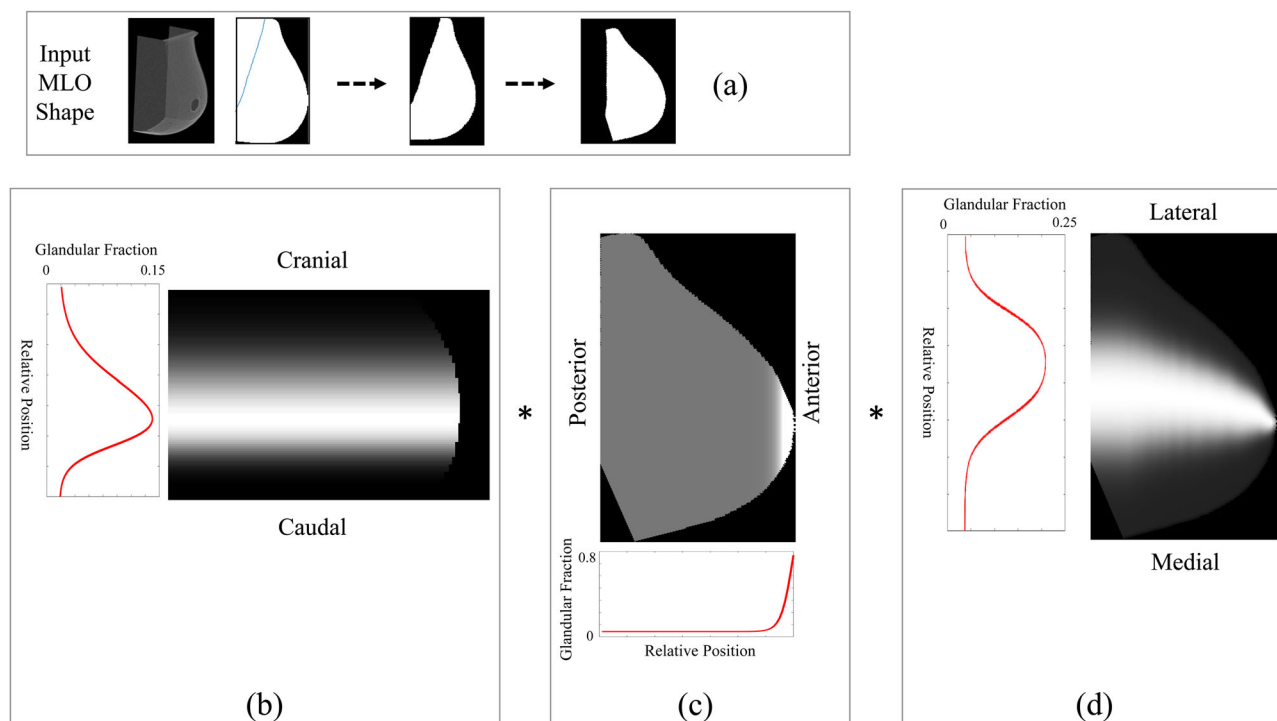 Input
MLO
Shape
(a)
Glandular Fraction
0 0.15
Relative Position
Cranial
Caudal
(b)
*
Posterior
Anterior
0.8
0
Glandular Fraction
Relative Position
(c)
*
Glandular Fraction
0 0.25
Relative Position
Lateral
Medial
(d)